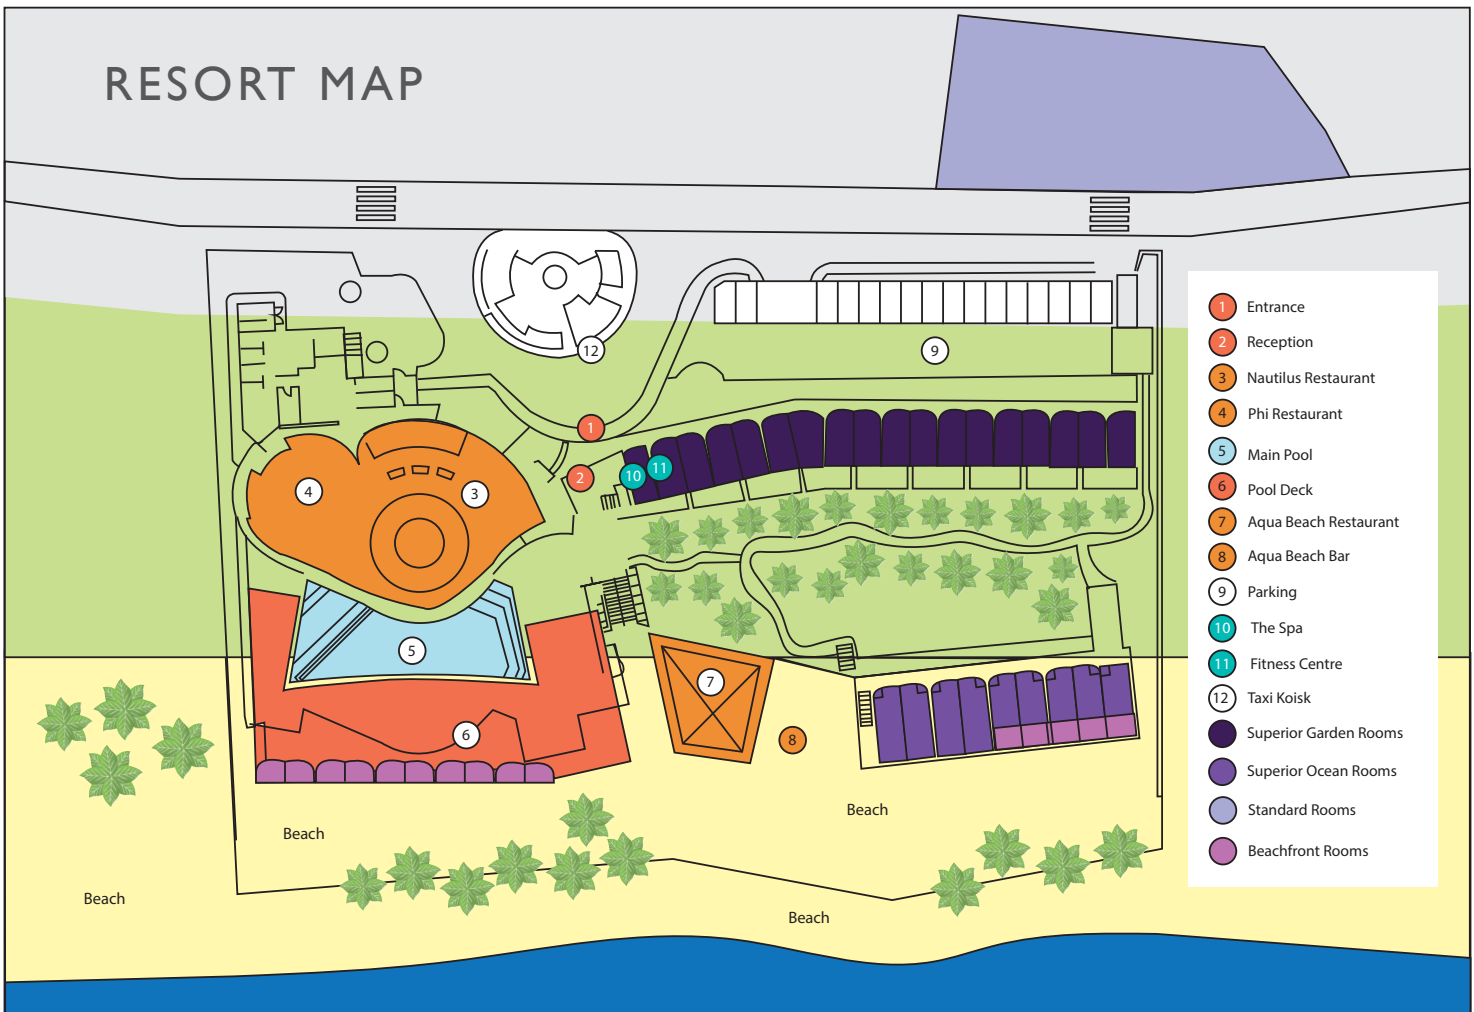 RESORT MAP
12
9
1
2
10
11
4
3
5
6
7
8
Beach
Beach
Beach
Beach
1 Entrance
2 Reception
3 Nautilus Restaurant
4 Phi Restaurant
5 Main Pool
6 Pool Deck
7 Aqua Beach Restaurant
8 Aqua Beach Bar
9 Parking
10 The Spa
11 Fitness Centre
12 Taxi Koisk
Superior Garden Rooms
Superior Ocean Rooms
Standard Rooms
Beachfront Rooms